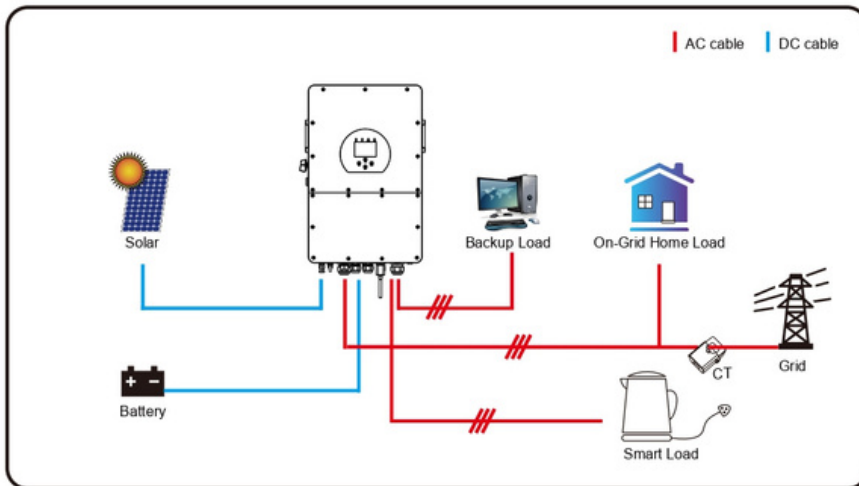 AC cable
DC cable
Solar
Backup Load
On-Grid Home Load
CT
Grid
Battery
Smart Load